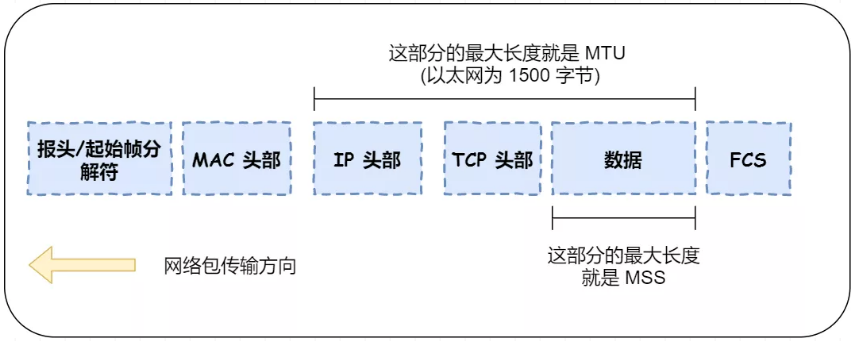 这部分的最大长度就是 MTU
(以太网为 1500 字节)
报头/起始帧分
解符
MAC 头部
IP 头部
TCP 头部
数据
FCS
网络包传输方向
这部分的最大长度
就是 MSS